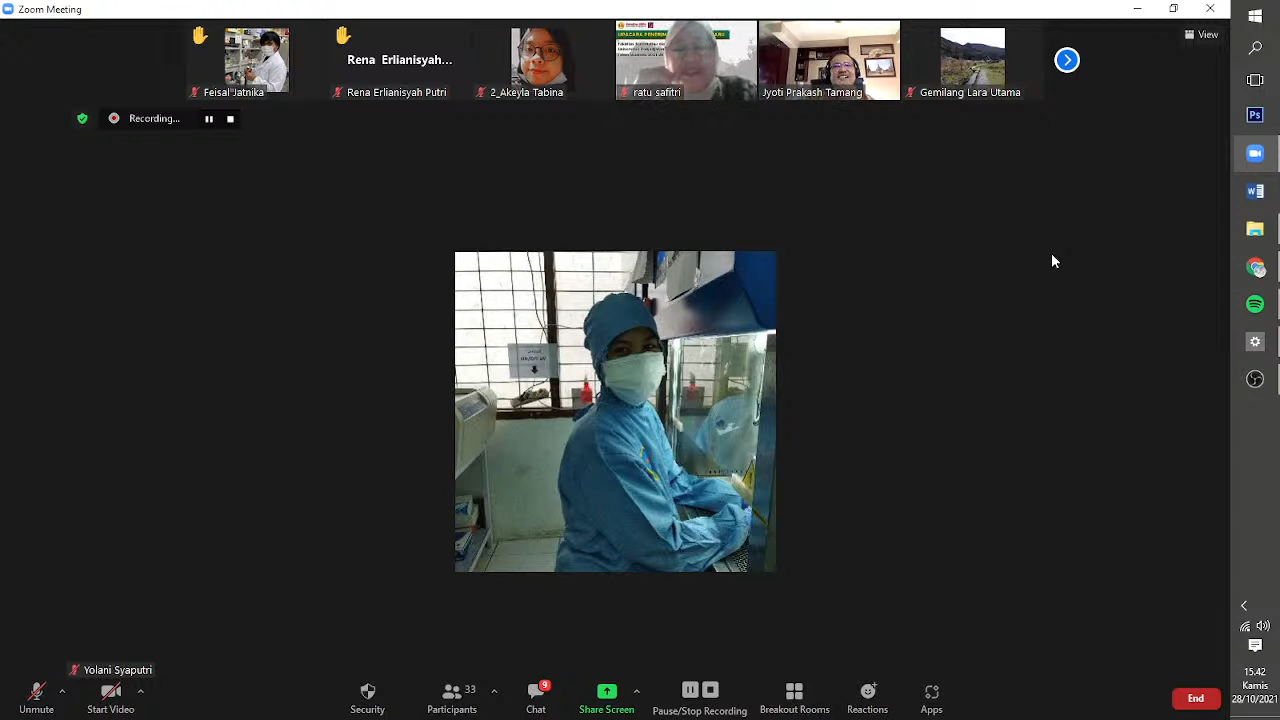 Zoom Meeting
View
Rena Erlianisyah...
Feisal Jatnika
Rena Erlianisyah Putri
2_Akeyla Tabina
ratu safitri
Jyoti Prakash Tamang
Gemilang Lara Utama
Recording...
Ps
W
Yolani Syaputri
Unmute
Start Video
Security
33
Participants
9
Chat
Share Screen
Pause/Stop Recording
Breakout Rooms
Reactions
Apps
End
15.42
Kamis
28/10/2021